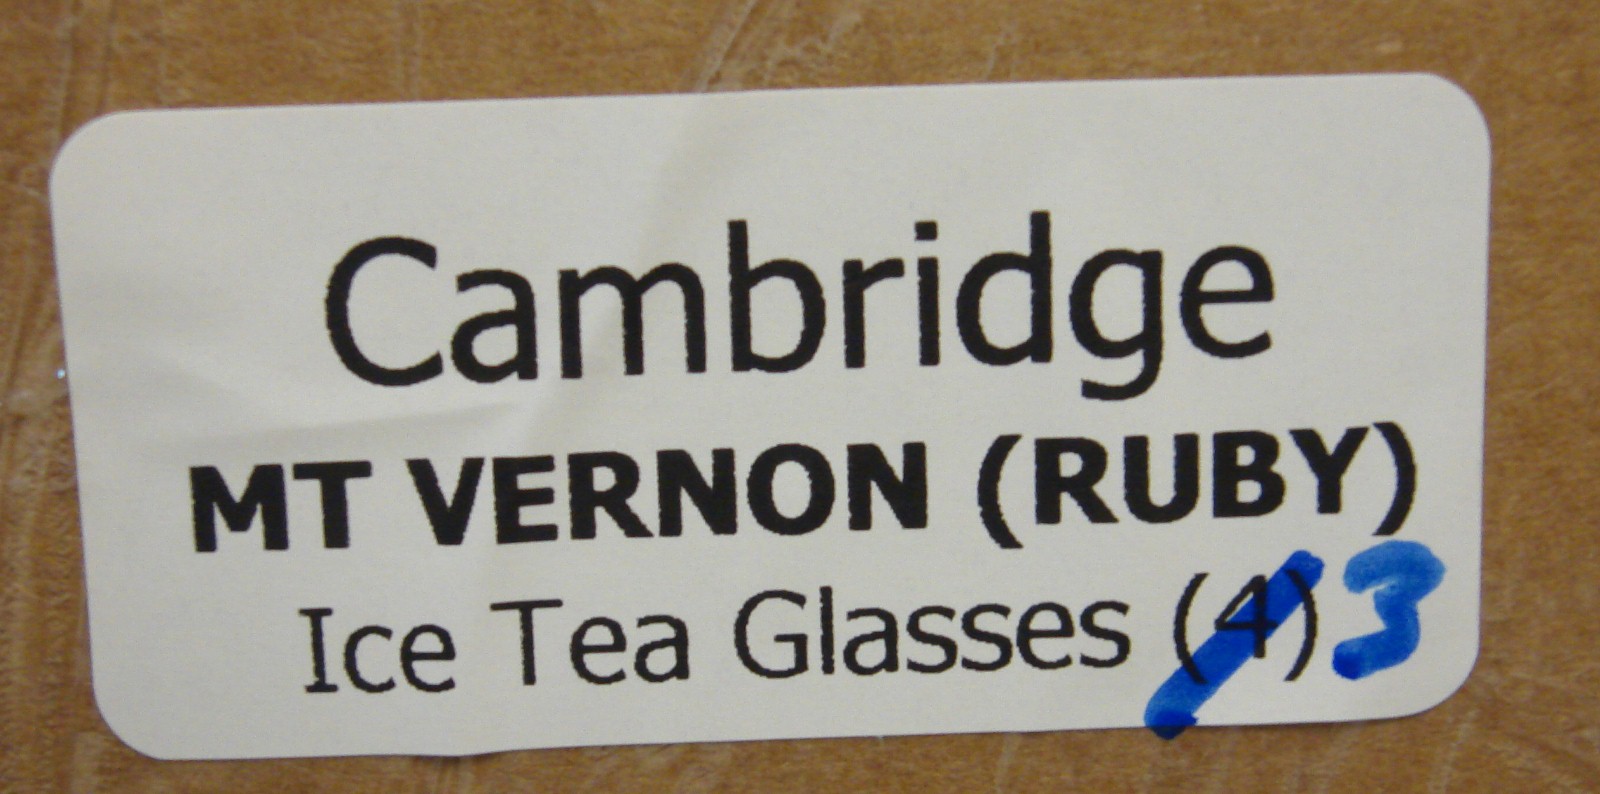 Cambridge
MT VERNON (RUBY)
Ice Tea Glasses (4) 3